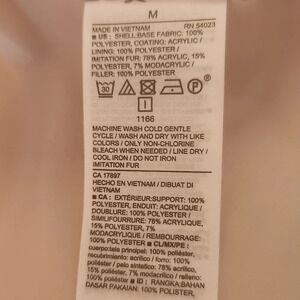 M
MADE IN VIETNAM RN 54023
■ US : SHELL:BASE FABRIC: 100%
POLYESTER, COATING: ACRYLIC /
LINING: 100% POLYESTER /
IMITATION FUR: 78% ACRYLIC, 15%
POLYESTER, 7% MODACRYLIC /
FILLER: 100% POLYESTER
30
P
I
1166
MACHINE WASH COLD GENTLE
CYCLE / WASH AND DRY WITH LIKE
COLORS / ONLY NON-CHLORINE
BLEACH WHEN NEEDED / LINE DRY /
COOL IRON / DO NOT IRON
IMITATION FUR
CA 17897
HECHO EN VIETNAM / DIBUAT DI
VIETNAM
■ CA : EXTÉRIEUR:SUPPORT: 100%
POLYESTER, ENDUIT: ACRYLIQUE /
DOUBLURE: 100% POLYESTER /
SIMILIFOURRURE: 78% ACRYLIQUE,
15% POLYESTER, 7%
MODACRYLIQUE / REMBOURRAGE:
100% POLYESTER ■ CL/MX/PE :
cuerpo:tela principal: 100% poliéster,
recubrimiento: acrílico / forro: 100%
poliéster / pelo sintético: 78% acrílico,
15% poliéster, 7% modacrílico / relleno:
100% poliéster ■ ID : RANGKA:BAHAN
DASAR PAKAIAN: 100% POLISTER,